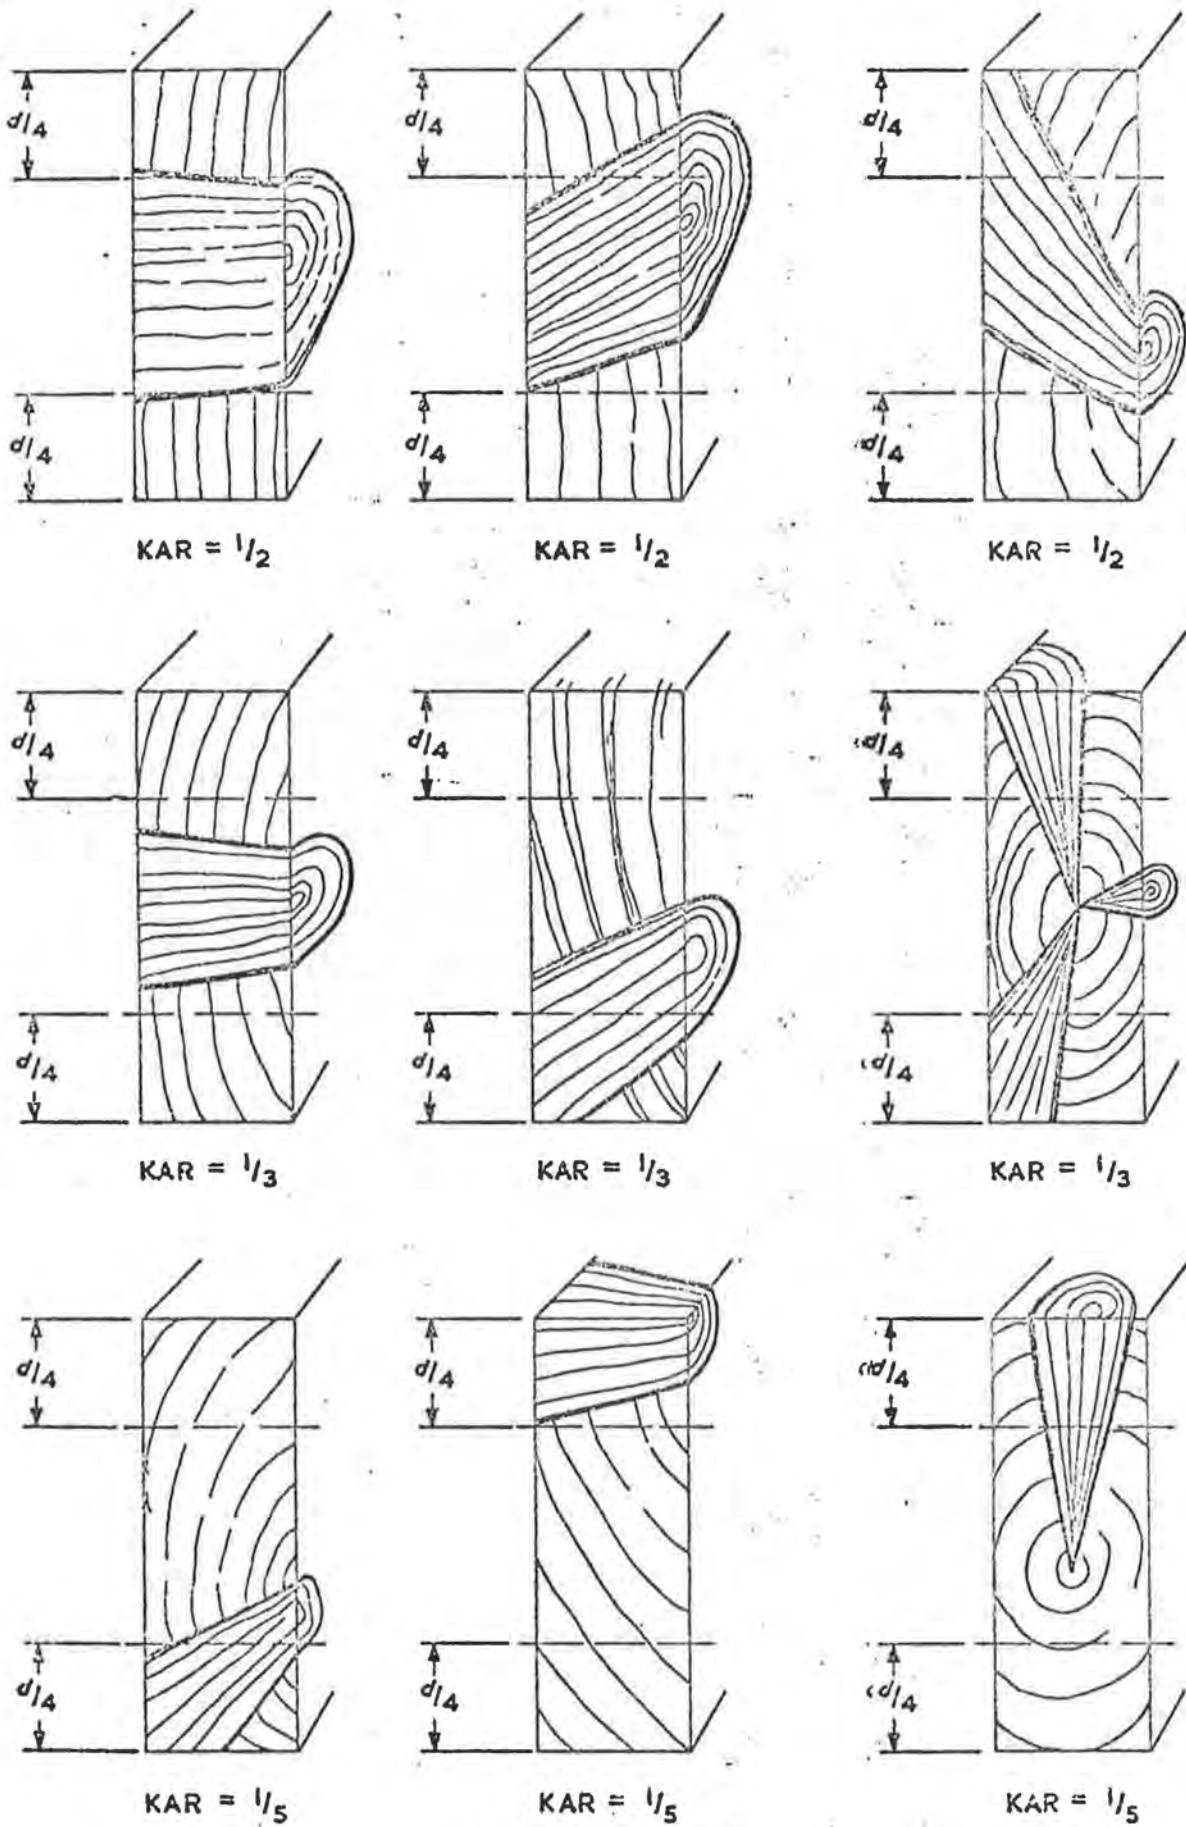 d/4 d/4 d/4
d/4 d/4 d/4
KAR = 1/2 KAR = 1/2 KAR = 1/2
d/4 d/4 d/4
d/4 d/4 d/4
KAR = 1/3 KAR = 1/3 KAR = 1/3
d/4 d/4 d/4
d/4 d/4 d/4
KAR = 1/5 KAR = 1/5 KAR = 1/5